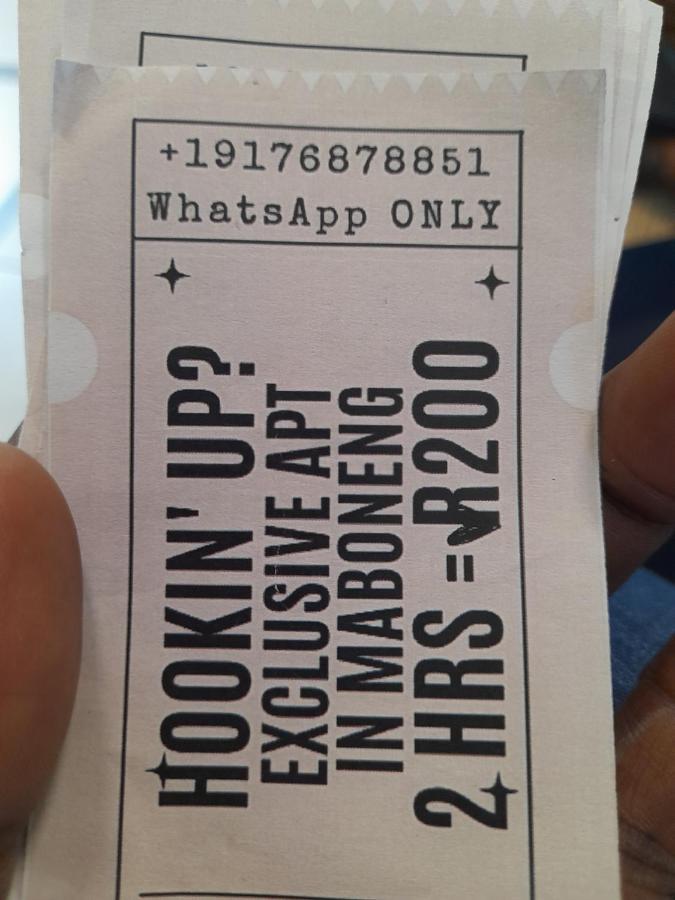 +19176878851
WhatsApp ONLY
HOOKIN' UP?
EXCLUSIVE APT
IN MABONENG
2 HRS = R200